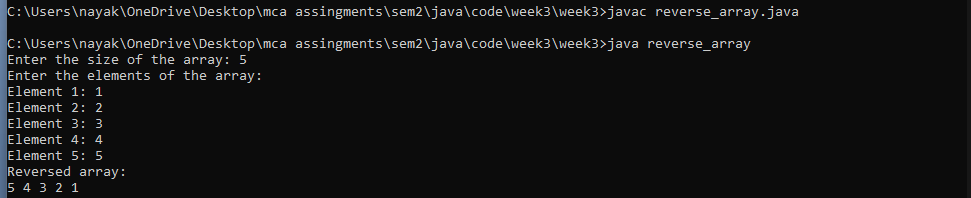 C:\Users\nayak\OneDrive\Desktop\mca assingments\sem2\java\code\week3\week3>javac reverse_array.java
C:\Users\nayak\OneDrive\Desktop\mca assingments\sem2\java\code\week3\week3>java reverse_array
Enter the size of the array: 5
Enter the elements of the array:
Element 1: 1
Element 2: 2
Element 3: 3
Element 4: 4
Element 5: 5
Reversed array:
5 4 3 2 1